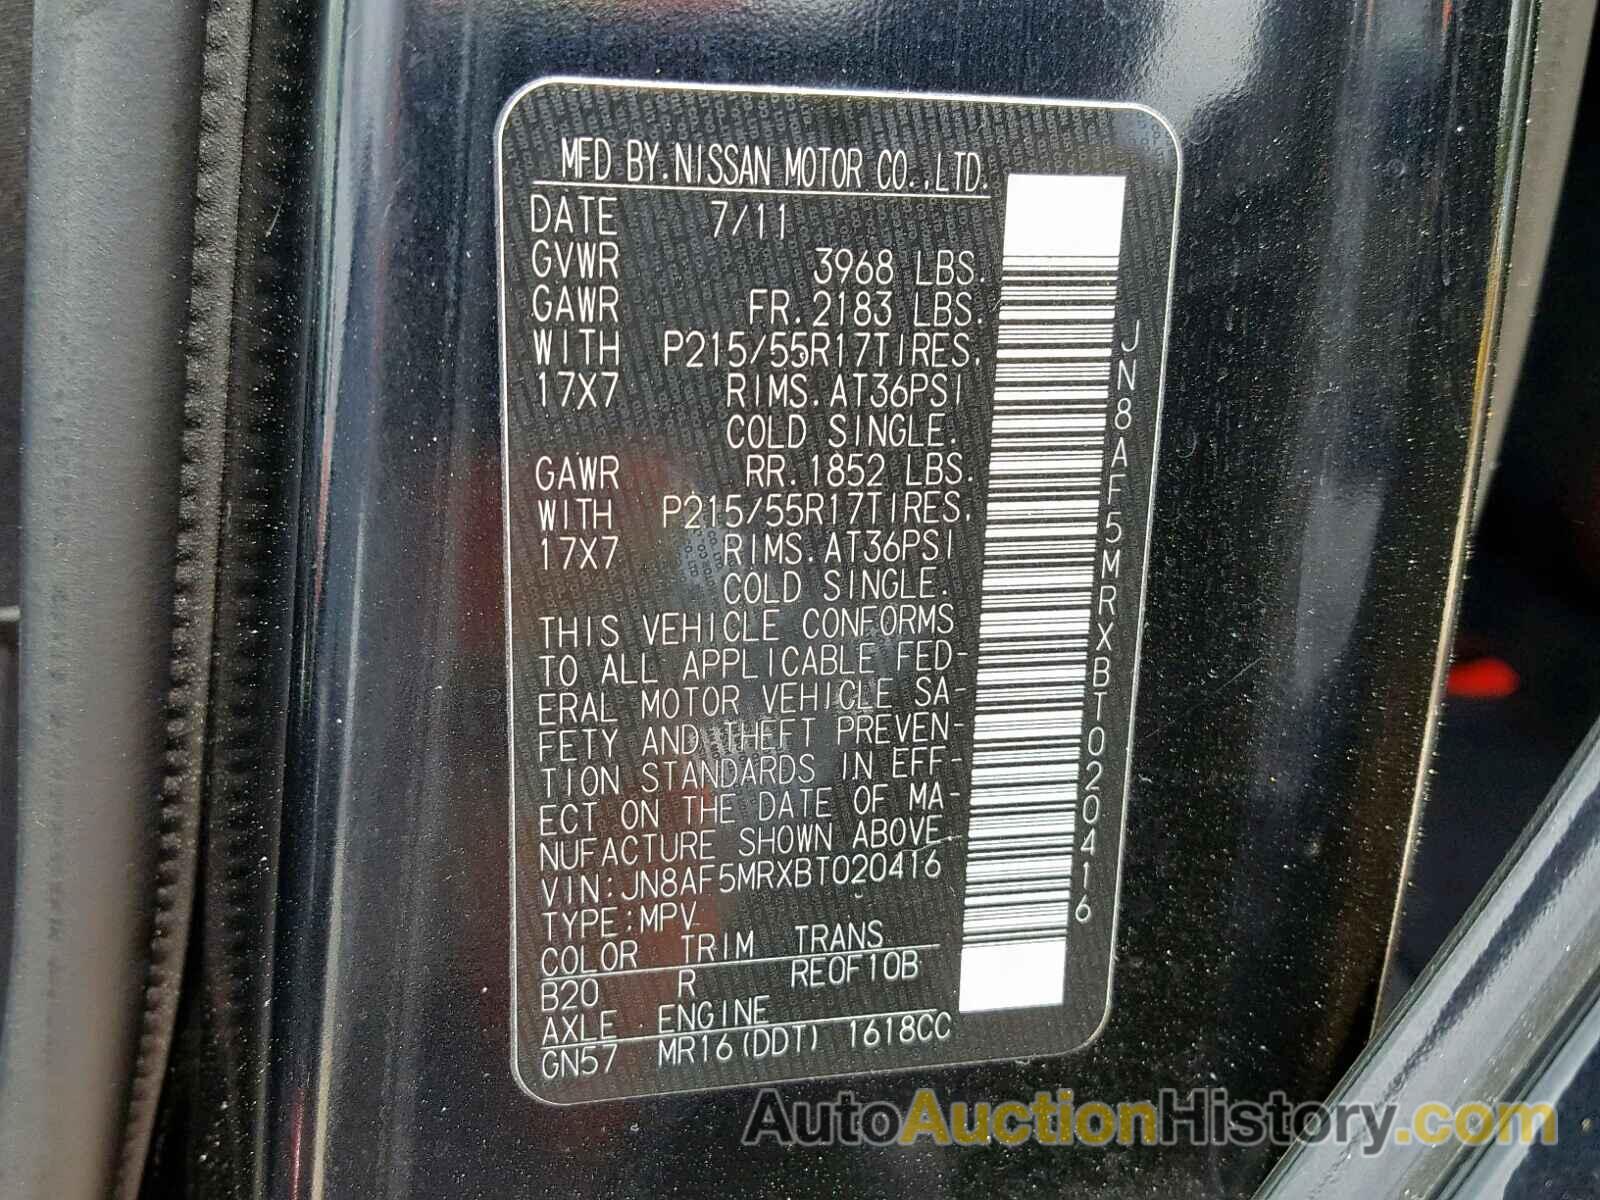 MFD BY.NISSAN MOTOR CO.,LTD.
DATE 7/11
GVWR 3968 LBS.
GAWR FR.2183 LBS.
WITH P215/55R17TIRES.
17X7 RIMS.AT36PSI
COLD SINGLE.
GAWR RR.1852 LBS.
WITH P215/55R17TIRES.
17X7 RIMS.AT36PSI
COLD SINGLE.
THIS VEHICLE CONFORMS
TO ALL APPLICABLE FED-
ERAL MOTOR VEHICLE SA-
FETY AND THEFT PREVEN-
TION STANDARDS IN EFF-
ECT ON THE DATE OF MA-
NUFACTURE SHOWN ABOVE.
VIN:JN8AF5MRXBT020416
TYPE:MPV
COLOR TRIM TRANS
B20 R RE0F10B
AXLE ENGINE
GN57 MR16(DDT) 1618CC
JN8AF5MRXBT020416
AutoAuctionHistory.com